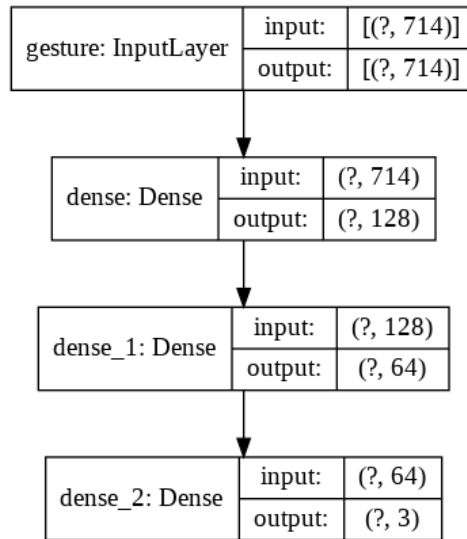 gesture: InputLayer
input: [(?, 714)]
output: [(?, 714)]
dense: Dense
input: (?, 714)
output: (?, 128)
dense_1: Dense
input: (?, 128)
output: (?, 64)
dense_2: Dense
input: (?, 64)
output: (?, 3)